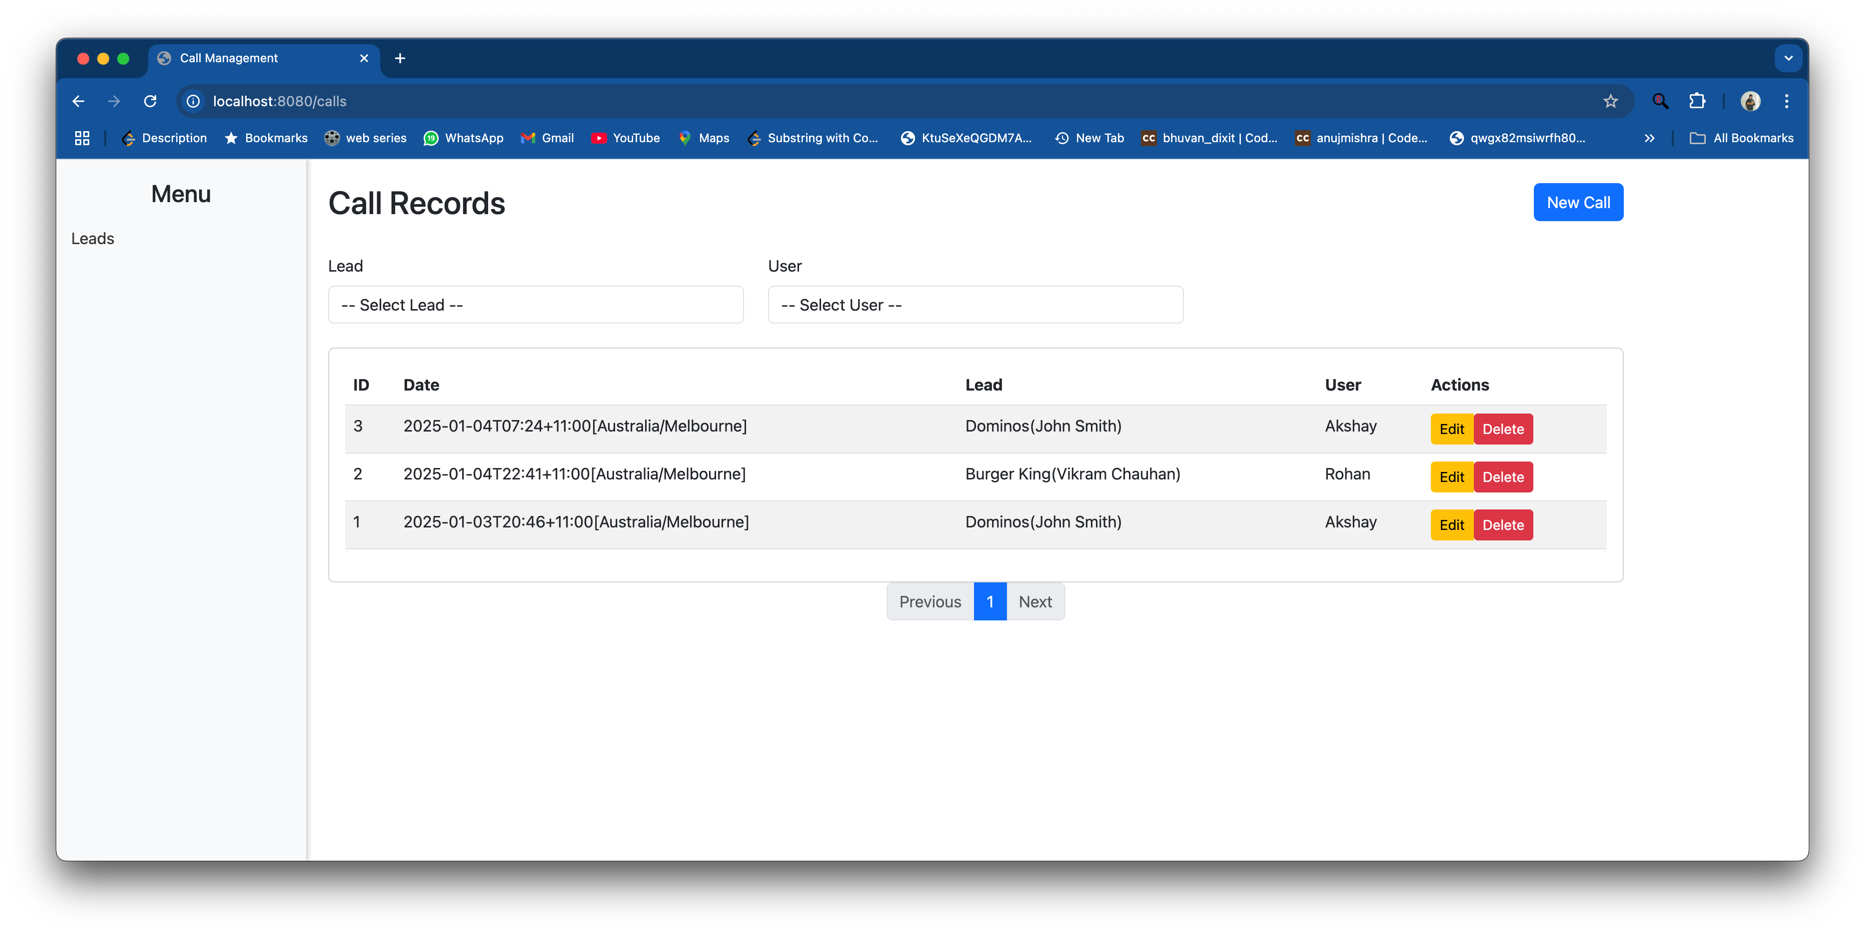 Call Management
localhost:8080/calls
Description Bookmarks web series 19 WhatsApp Gmail YouTube Maps Substring with Co... KtuSeXeQGDM7A... New Tab CC bhuvan_dixit | Cod... CC anujmishra | Code... qwgx82msiwrfh80... All Bookmarks
Menu
Leads
Call Records
New Call
Lead User
-- Select Lead -- -- Select User --
ID Date Lead User Actions
3 2025-01-04T07:24+11:00[Australia/Melbourne] Dominos(John Smith) Akshay Edit Delete
2 2025-01-04T22:41+11:00[Australia/Melbourne] Burger King(Vikram Chauhan) Rohan Edit Delete
1 2025-01-03T20:46+11:00[Australia/Melbourne] Dominos(John Smith) Akshay Edit Delete
Previous 1 Next